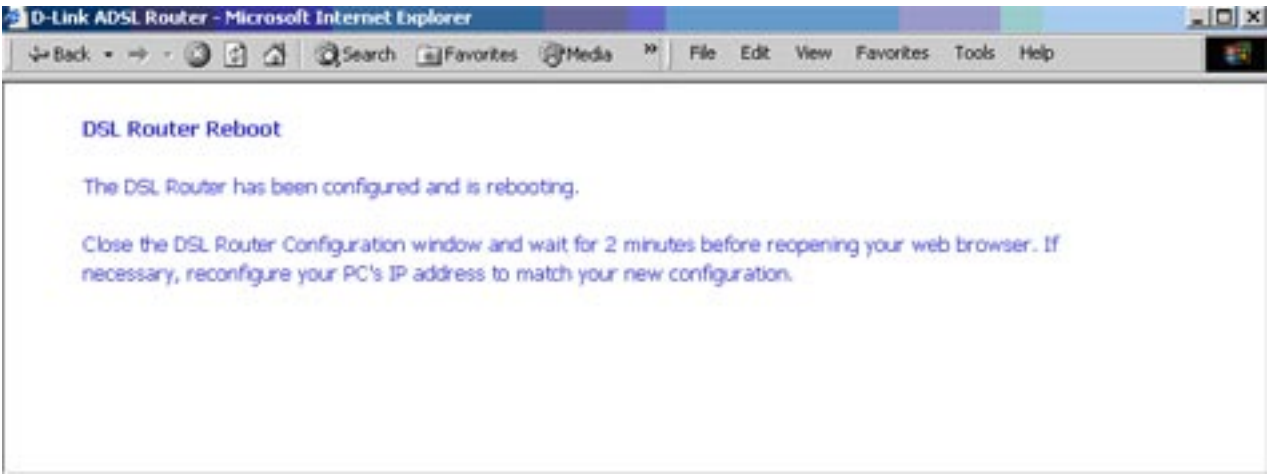 D-Link ADSL Router - Microsoft Internet Explorer
Back Search Favorites Media » File Edit View Favorites Tools Help
DSL Router Reboot
The DSL Router has been configured and is rebooting.
Close the DSL Router Configuration window and wait for 2 minutes before reopening your web browser. If
necessary, reconfigure your PC's IP address to match your new configuration.